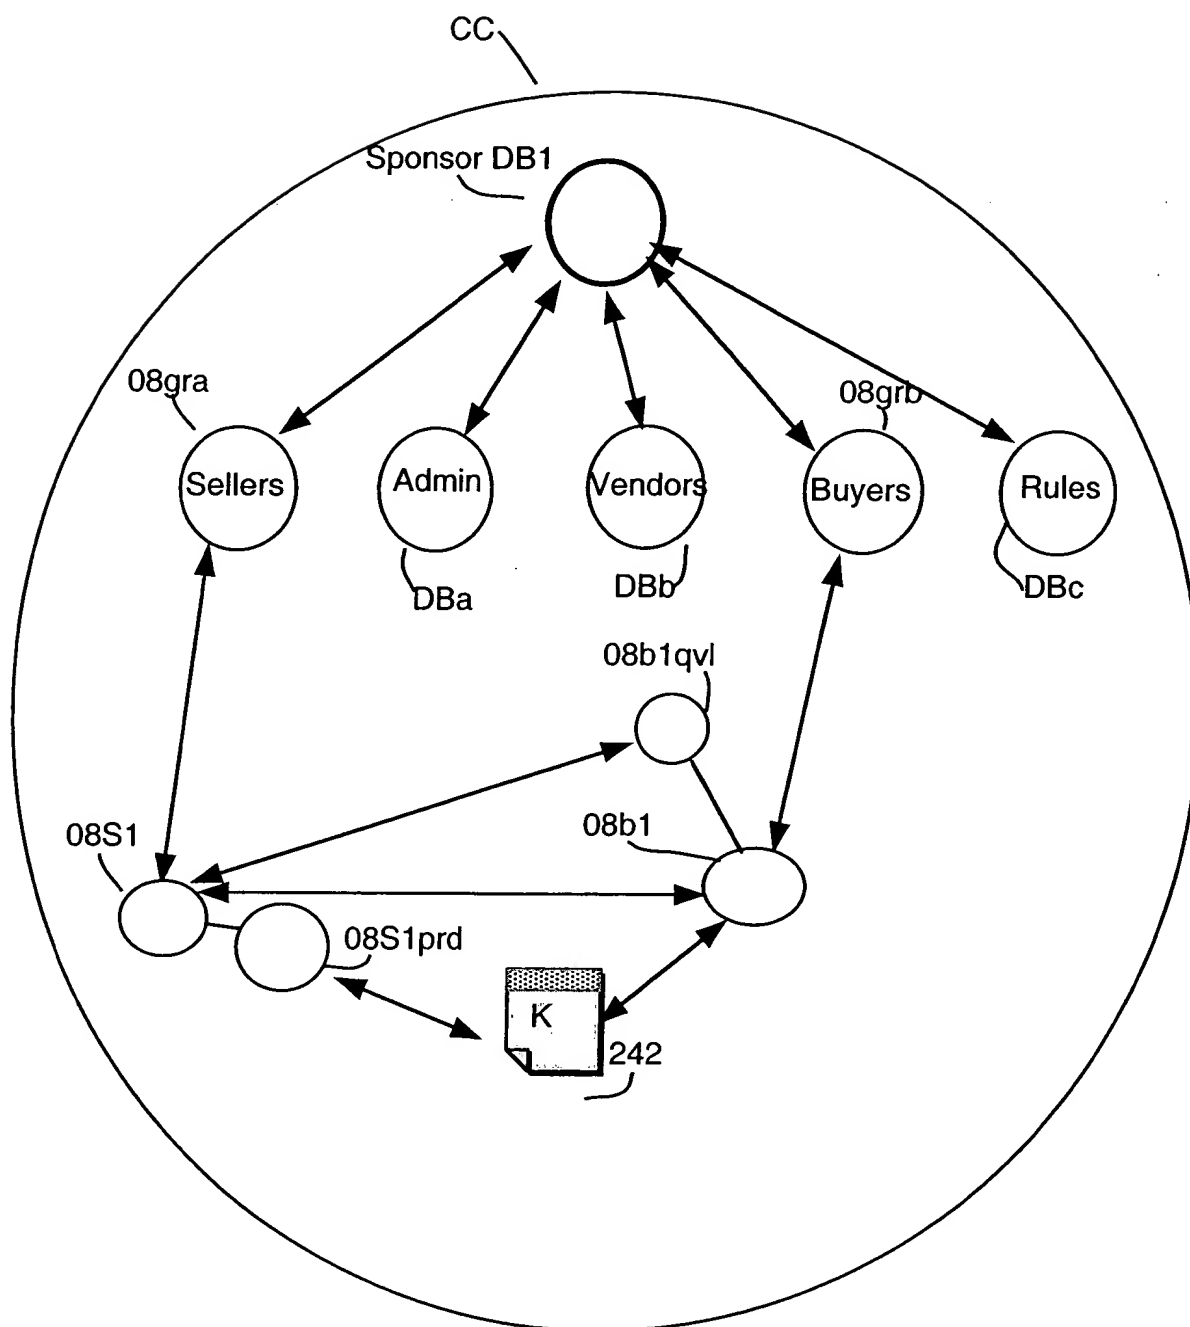 CC
Sponsor DB1
08gra
08grb
Sellers
Admin
Vendors
Buyers
Rules
DBa
DBb
DBc
08b1qvl
08S1
08b1
08S1prd
K
242